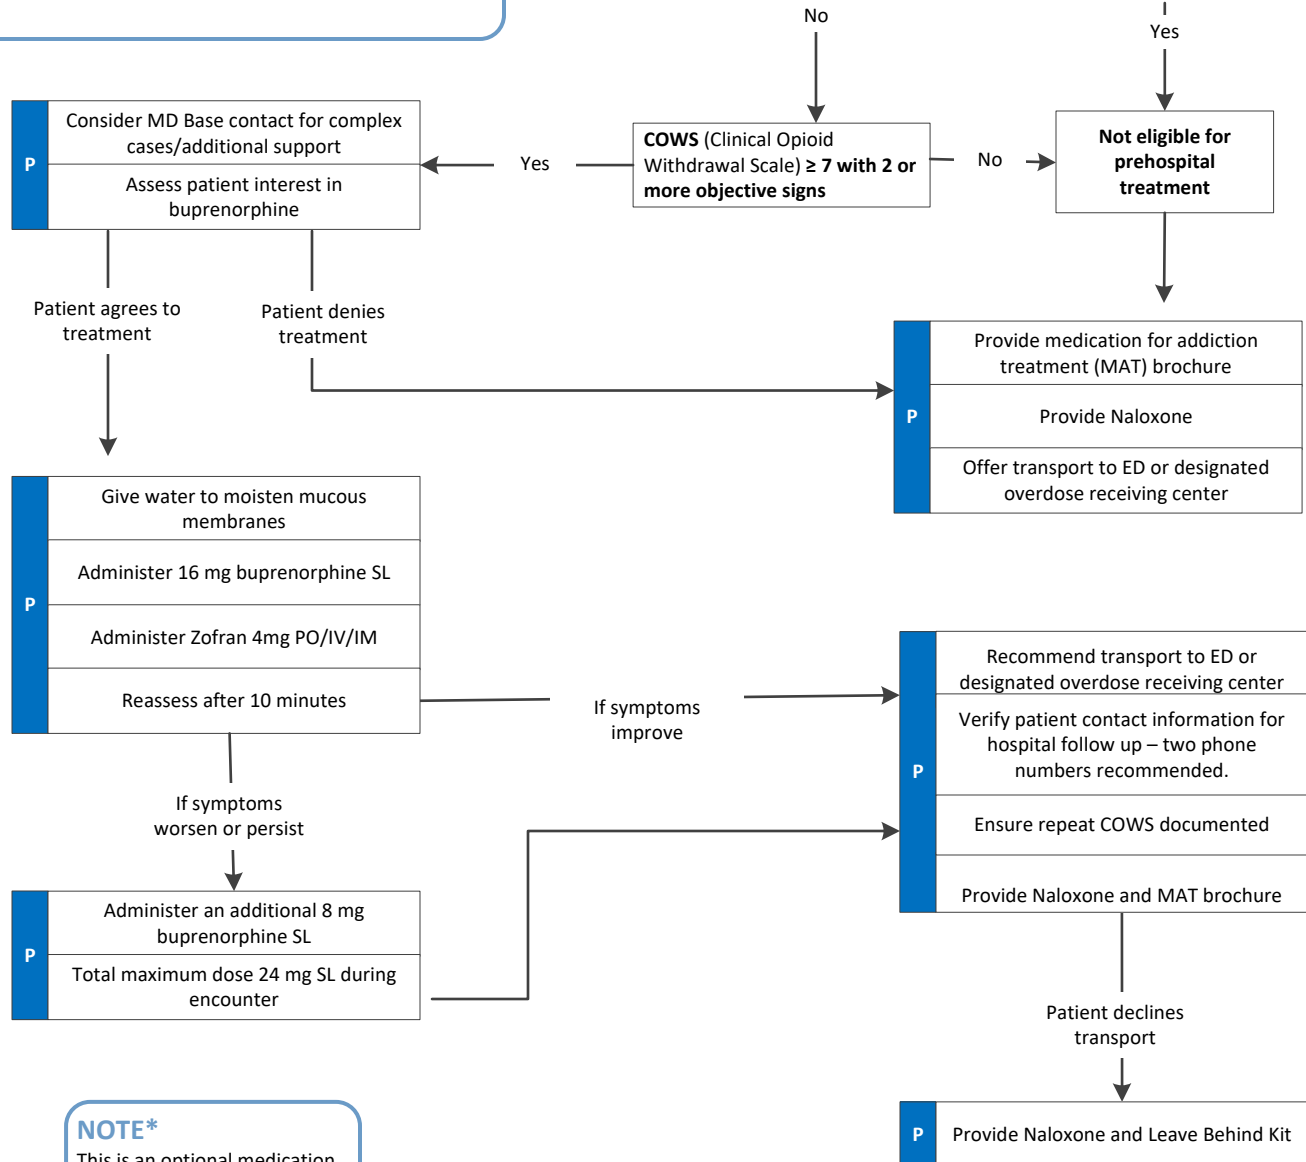 No
Yes
P
Consider MD Base contact for complex
cases/additional support
Assess patient interest in
buprenorphine
Yes
COWS (Clinical Opioid
Withdrawal Scale) ≥ 7 with 2 or
more objective signs
No
Not eligible for
prehospital
treatment
Patient agrees to
treatment
Patient denies
treatment
P
Provide medication for addiction
treatment (MAT) brochure
Provide Naloxone
Offer transport to ED or designated
overdose receiving center
P
Give water to moisten mucous
membranes
Administer 16 mg buprenorphine SL
Administer Zofran 4mg PO/IV/IM
Reassess after 10 minutes
If symptoms
improve
P
Recommend transport to ED or
designated overdose receiving center
Verify patient contact information for
hospital follow up – two phone
numbers recommended.
Ensure repeat COWS documented
Provide Naloxone and MAT brochure
If symptoms
worsen or persist
P
Administer an additional 8 mg
buprenorphine SL
Total maximum dose 24 mg SL during
encounter
Patient declines
transport
P
Provide Naloxone and Leave Behind Kit
NOTE*
This is an optional medication